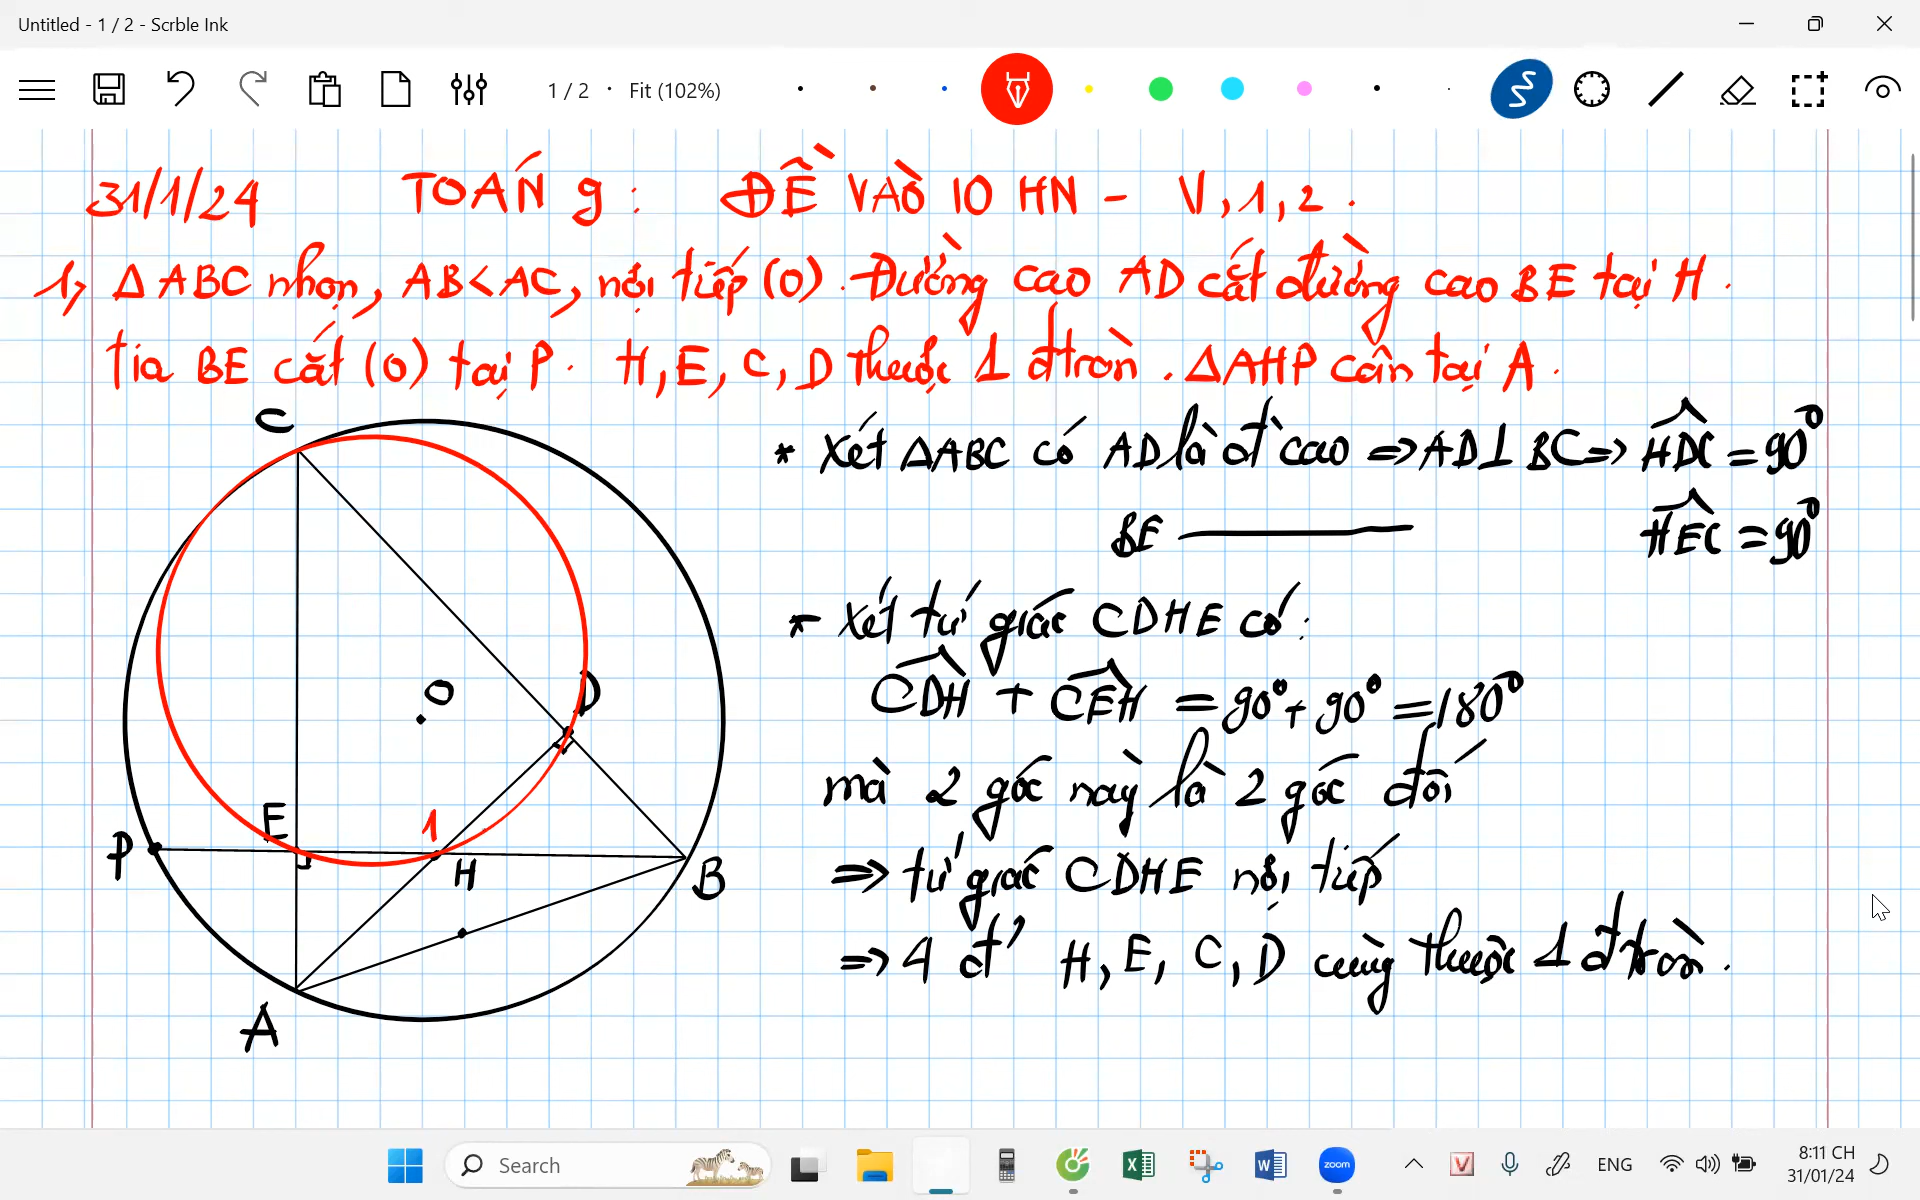 Untitled - 1 / 2 - Scrble Ink
1 / 2 · Fit (102%)
31/1/24 TOÁN 9 : ĐỀ VÀO 10 HN - V, 1, 2 .
1, Δ ABC nhọn, AB < AC, nội tiếp (O). Đường cao AD cắt đường cao BE tại H .
Tia BE cắt (O) tại P. H, E, C, D thuộc 1 đtròn . ΔAHP cân tại A .
* Xét ΔABC có AD là đ' cao ⇒ AD ⊥ BC ⇒ HDC = 90°
BE ——— HEC = 90°
* Xét tứ giác CDHE có :
CDH + CEH = 90° + 90° = 180°
mà 2 góc này là 2 góc đối
⇒ tứ giác CDHE nội tiếp
⇒ 4 đ' H, E, C, D cùng thuộc 1 đtròn .
C
O
D
E
1
P
H
B
A
Search
zoom
ENG
8:11 CH
31/01/24